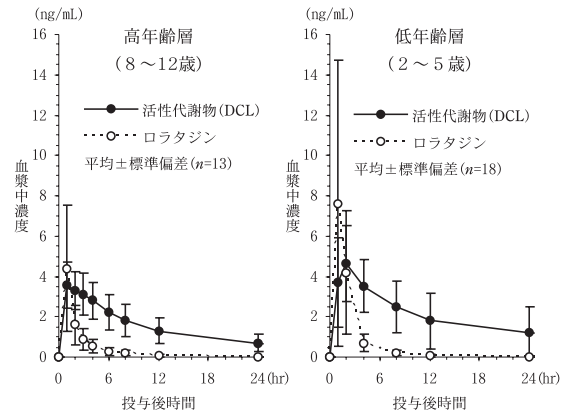 (ng/mL)
高年齢層
(8～12歳)
活性代謝物(DCL)
ロラタジン
平均±標準偏差(n=13)
血漿中濃度
16
14
12
10
8
6
4
2
0
0 6 12 18 24(hr)
投与後時間
(ng/mL)
低年齢層
(2～5歳)
活性代謝物(DCL)
ロラタジン
平均±標準偏差(n=18)
血漿中濃度
16
14
12
10
8
6
4
2
0
0 6 12 18 24(hr)
投与後時間